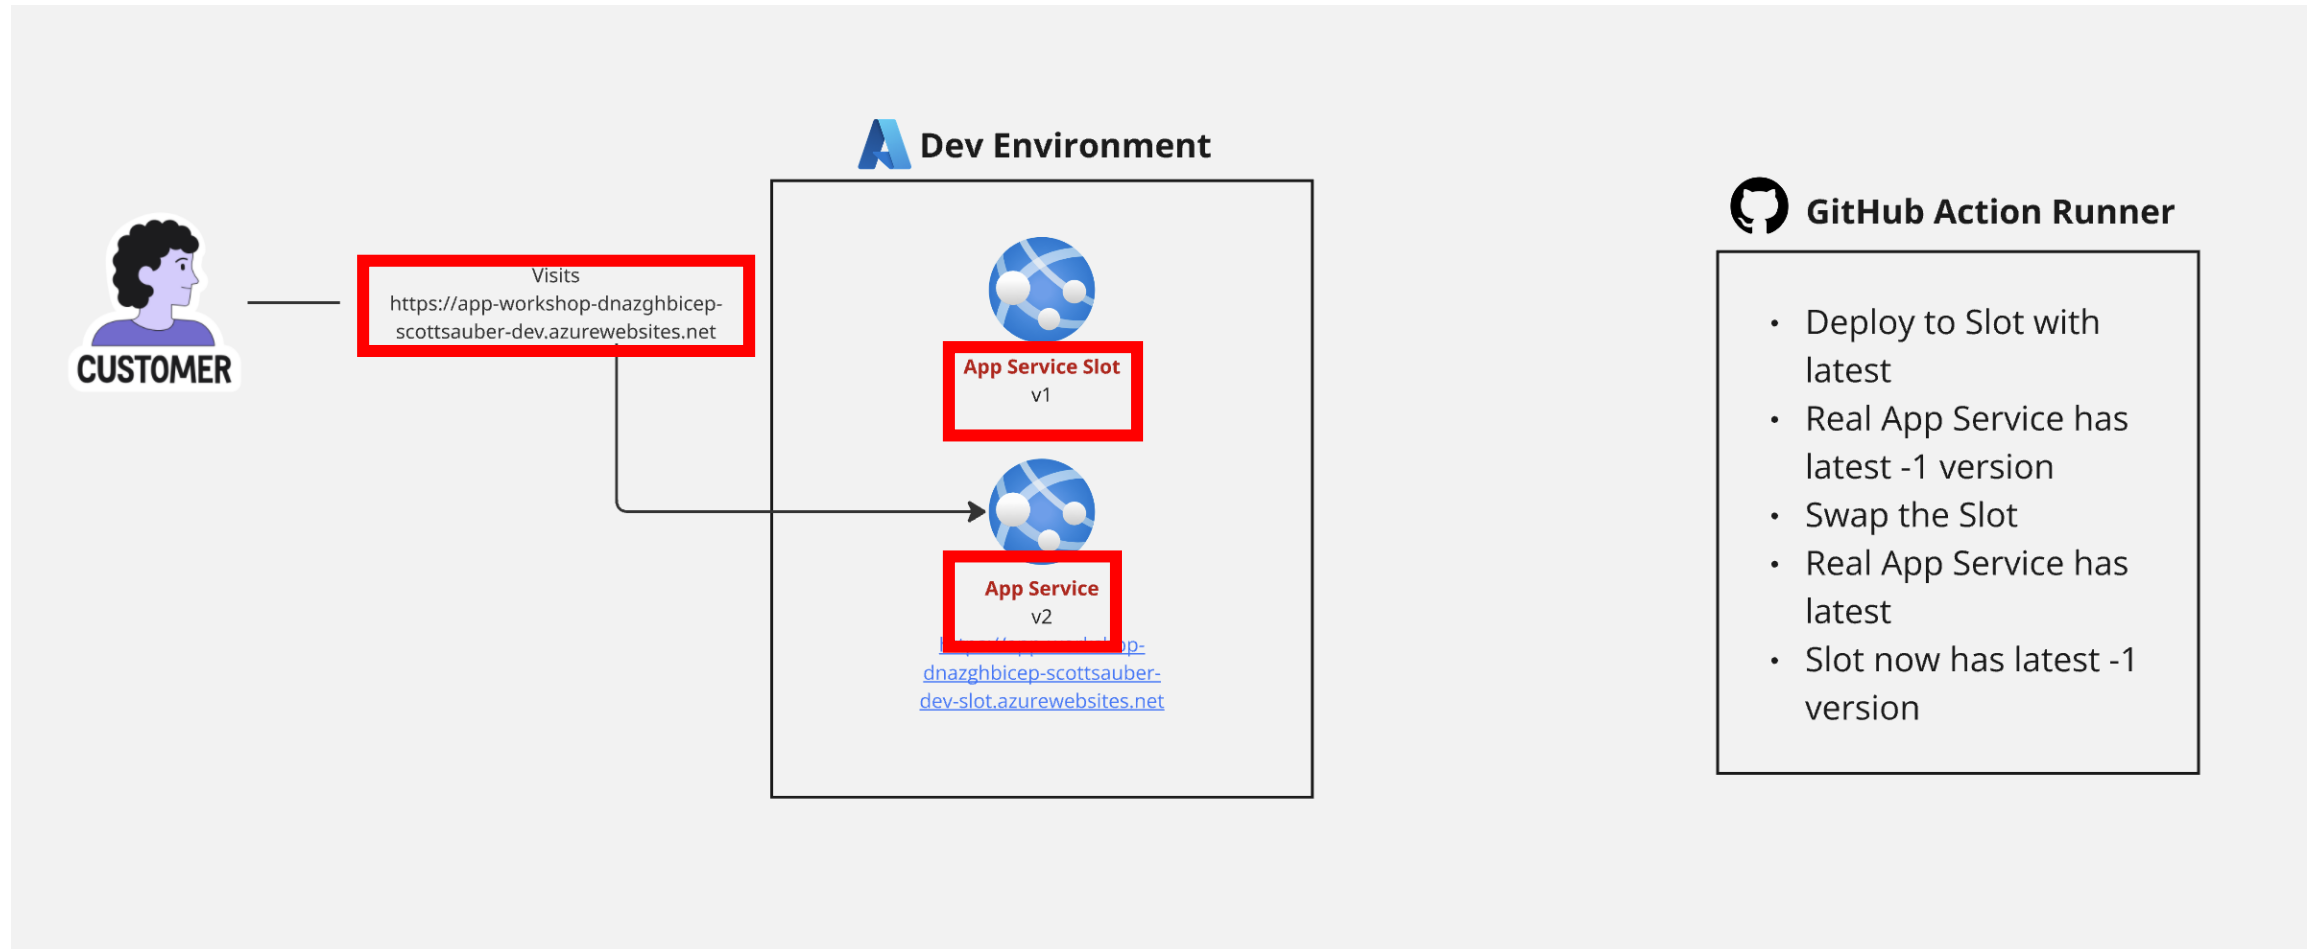 Dev Environment
CUSTOMER
Visits
https://app-workshop-dnazghbicep-
scottsauber-dev.azurewebsites.net
App Service Slot
v1
App Service
v2
dnazghbicep-scottsauber-
dev-slot.azurewebsites.net
GitHub Action Runner
• Deploy to Slot with
latest
• Real App Service has
latest -1 version
• Swap the Slot
• Real App Service has
latest
• Slot now has latest -1
version